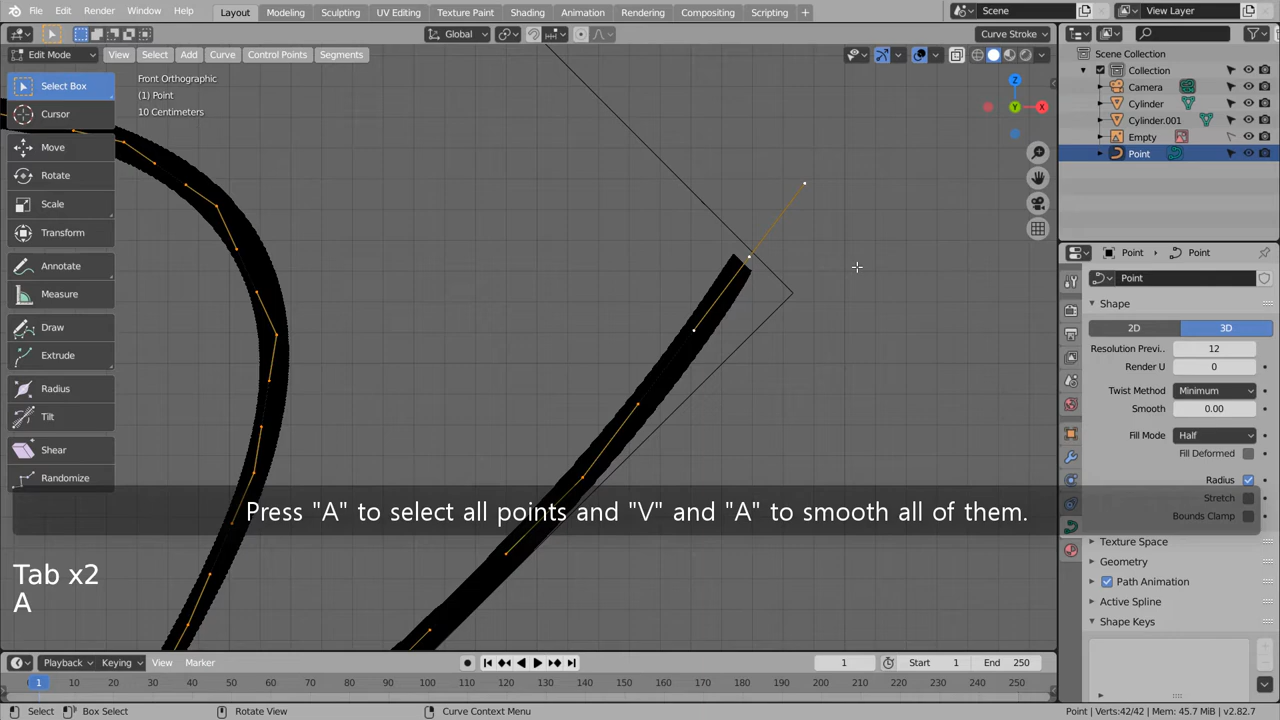 File Edit Render Window Help
Layout Modeling Sculpting UV Editing Texture Paint Shading Animation Rendering Compositing Scripting +
Scene View Layer
Global Curve Stroke
Edit Mode View Select Add Curve Control Points Segments
Select Box
Cursor
Move
Rotate
Scale
Transform
Annotate
Measure
Draw
Extrude
Radius
Tilt
Shear
Randomize
Front Orthographic
(1) Point
10 Centimeters
Z
Y
X
Press "A" to select all points and "V" and "A" to smooth all of them.
Tab x2
A
Scene Collection
Collection
Camera
Cylinder
Cylinder.001
Empty
Point
Point Point
Point
Shape
2D 3D
Resolution Previ.. 12
Render U 0
Twist Method Minimum
Smooth 0.00
Fill Mode Half
Fill Deformed
Radius
Stretch
Bounds Clamp
Texture Space
Geometry
Path Animation
Active Spline
Shape Keys
Playback Keying View Marker
1 Start 1 End 250
1 10 20 30 40 50 60 70 80 90 100 110 120 130 140 150 160 170 180 190 200 210 220 230 240 250
Select Box Select Rotate View Curve Context Menu
Point | Verts:42/42 | Mem: 45.7 MiB | v2.82.7